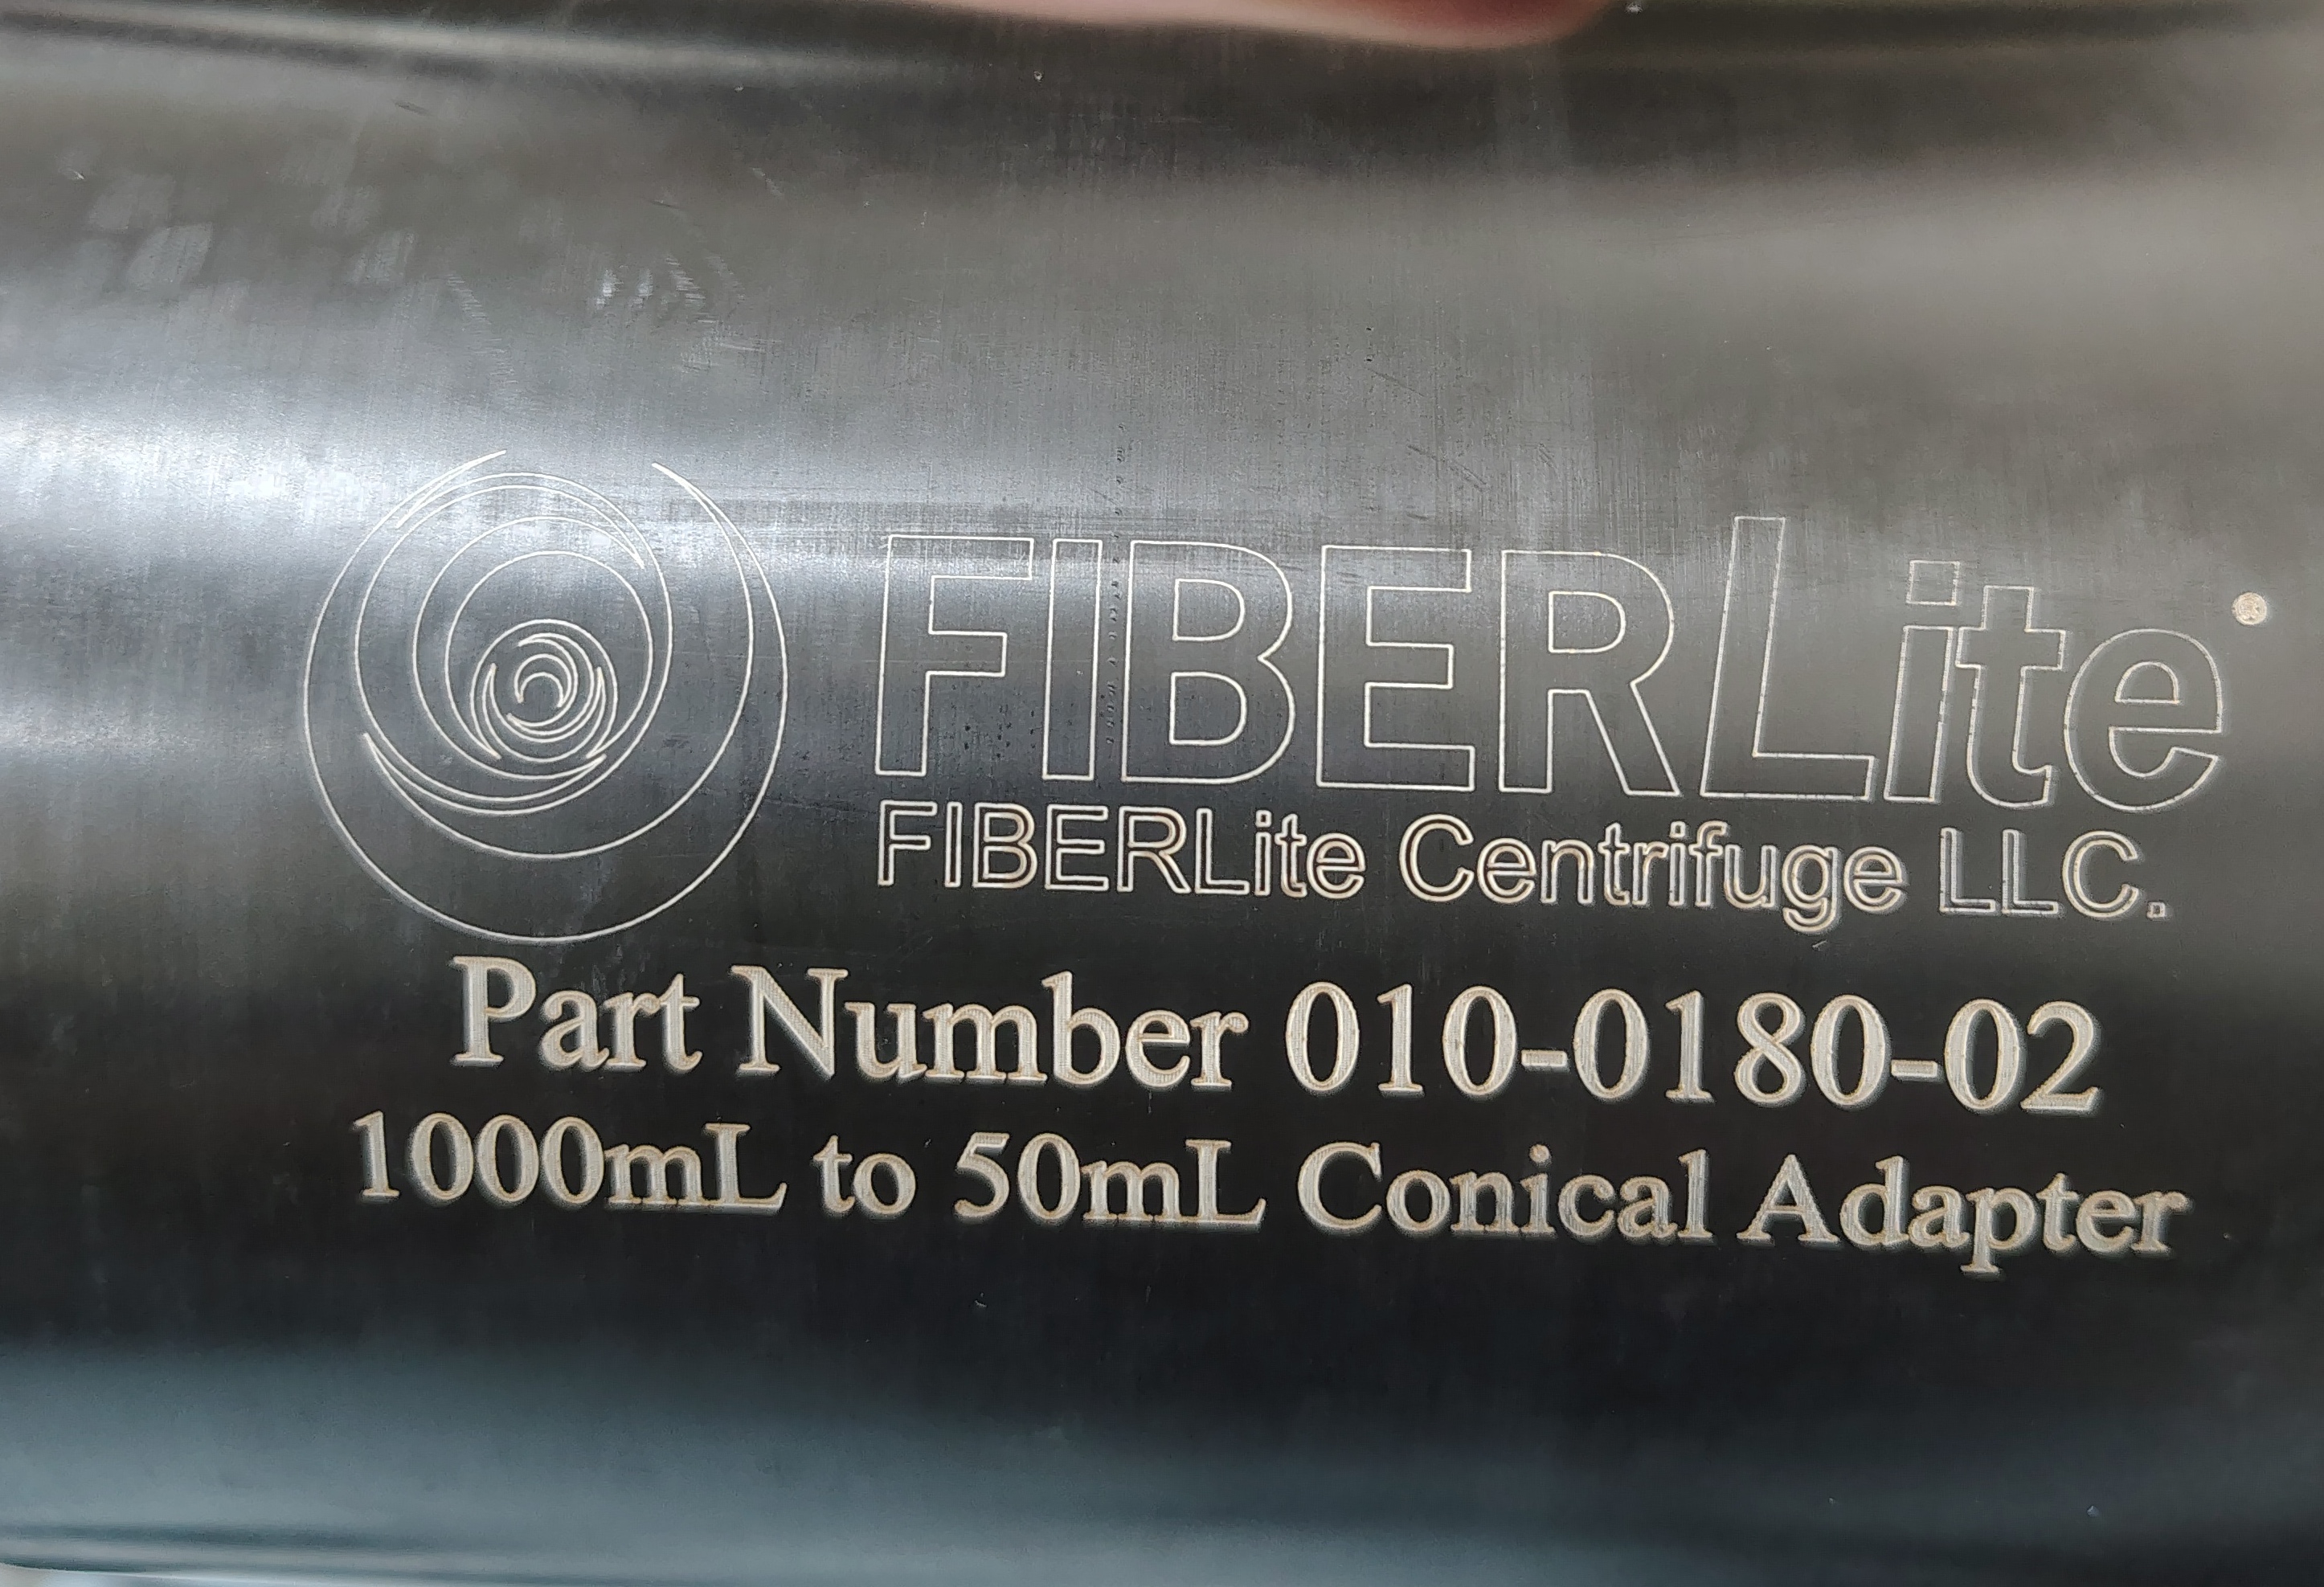 FIBERLite
FIBERLite Centrifuge LLC.
Part Number 010-0180-02
1000mL to 50mL Conical Adapter